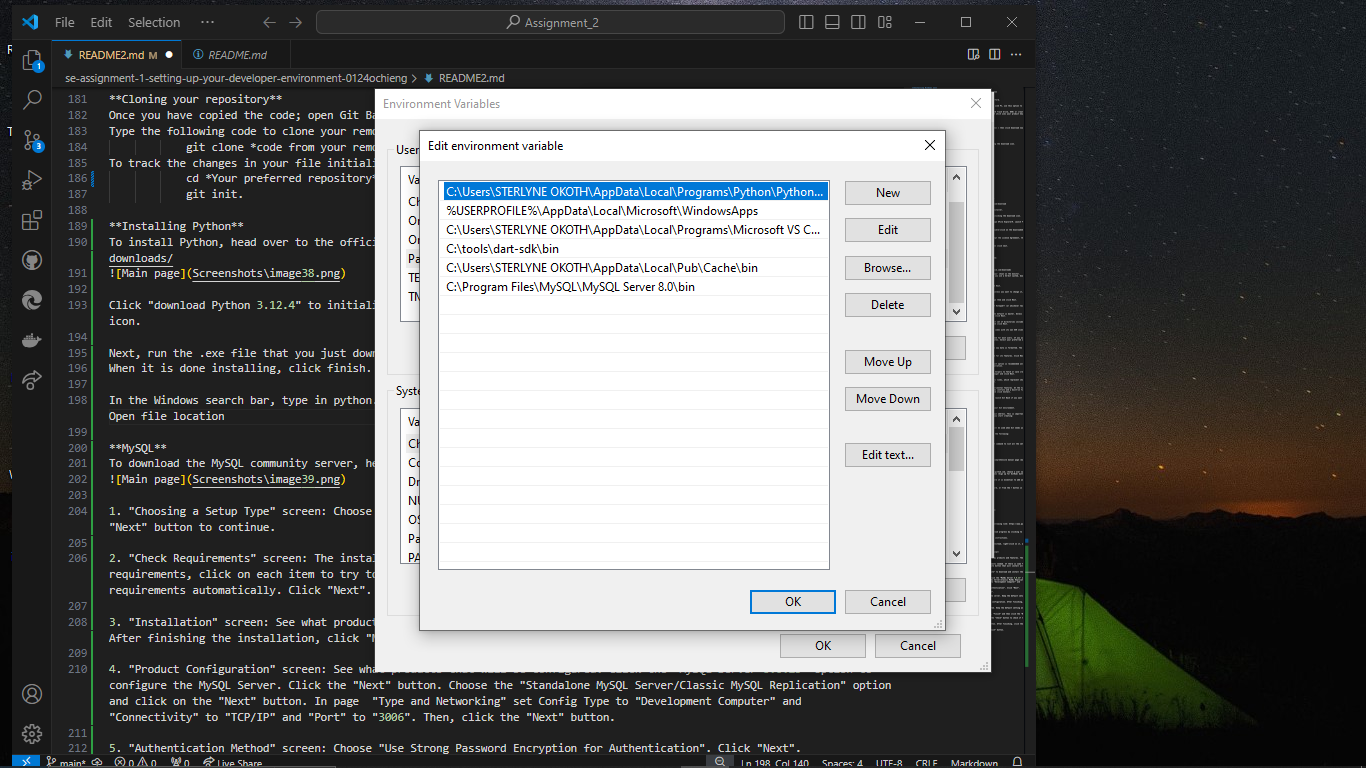 File Edit Selection ··· Assignment_2
README2.md M README.md
se-assignment-1-setting-up-your-developer-environment-0124ochieng > README2.md
181 **Cloning your repository**
182 Once you have copied the code; open Git Ba
183 Type the following code to clone your remo
184 git clone *code from your remo
185 To track the changes in your file initiali
186 cd *Your preferred repository*
187 git init.
188
189 **Installing Python**
190 To install Python, head over to the offici
downloads/
191 ![Main page](Screenshots\image38.png)
192
193 Click "download Python 3.12.4" to initiali
icon.
194
195 Next, run the .exe file that you just down
196 When it is done installing, click finish.
197
198 In the Windows search bar, type in python.
Open file location
199
200 **MySQL**
201 To download the MySQL community server, he
202 ![Main page](Screenshots\image39.png)
203
204 1. "Choosing a Setup Type" screen: Choose
"Next" button to continue.
205
206 2. "Check Requirements" screen: The instal
requirements, click on each item to try to
requirements automatically. Click "Next".
207
208 3. "Installation" screen: See what product
After finishing the installation, click "N
209
210 4. "Product Configuration" screen: See what
configure the MySQL Server. Click the "Next" button. Choose the "Standalone MySQL Server/Classic MySQL Replication" option
and click on the "Next" button. In page "Type and Networking" set Config Type to "Development Computer" and
"Connectivity" to "TCP/IP" and "Port" to "3006". Then, click the "Next" button.
211
212 5. "Authentication Method" screen: Choose "Use Strong Password Encryption for Authentication". Click "Next".
Environment Variables
User
Va
Ch
On
On
Pa
TE
TN
Syste
Va
Co
Dr
NU
OS
Pa
PA
OK Cancel
Edit environment variable
C:\Users\STERLYNE OKOTH\AppData\Local\Programs\Python\Python...
%USERPROFILE%\AppData\Local\Microsoft\WindowsApps
C:\Users\STERLYNE OKOTH\AppData\Local\Programs\Microsoft VS C...
C:\tools\dart-sdk\bin
C:\Users\STERLYNE OKOTH\AppData\Local\Pub\Cache\bin
C:\Program Files\MySQL\MySQL Server 8.0\bin
New
Edit
Browse...
Delete
Move Up
Move Down
Edit text...
OK Cancel
1
3
main* 0 0 0 Live Share Ln 198, Col 140 Spaces: 4 UTF-8 CRLF Markdown